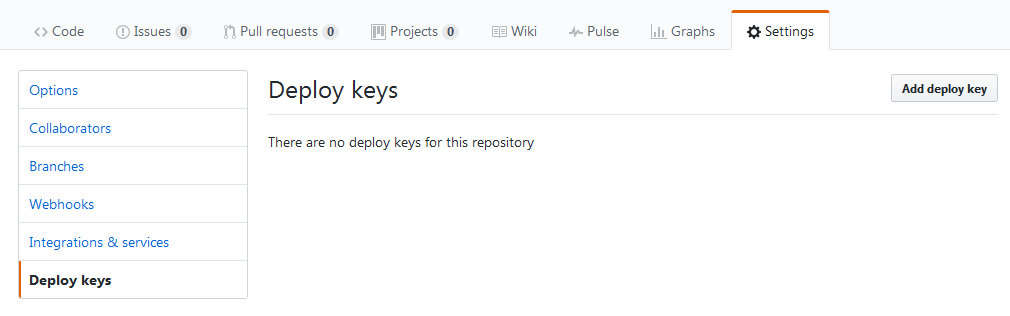 Code Issues 0 Pull requests 0 Projects 0 Wiki Pulse Graphs Settings
Options
Collaborators
Branches
Webhooks
Integrations & services
Deploy keys
Deploy keys Add deploy key
There are no deploy keys for this repository